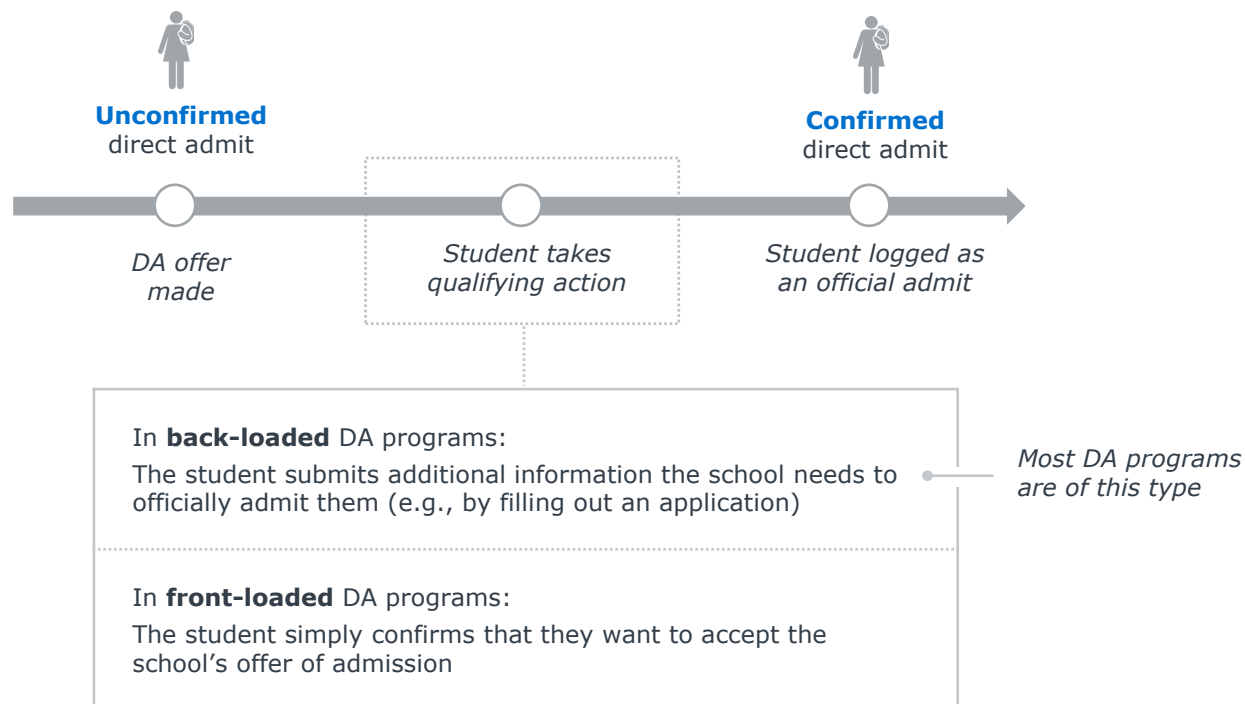 Unconfirmed
direct admit
Confirmed
direct admit
DA offer
made
Student takes
qualifying action
Student logged as
an official admit
In back-loaded DA programs:
The student submits additional information the school needs to
officially admit them (e.g., by filling out an application)
Most DA programs
are of this type
In front-loaded DA programs:
The student simply confirms that they want to accept the
school’s offer of admission